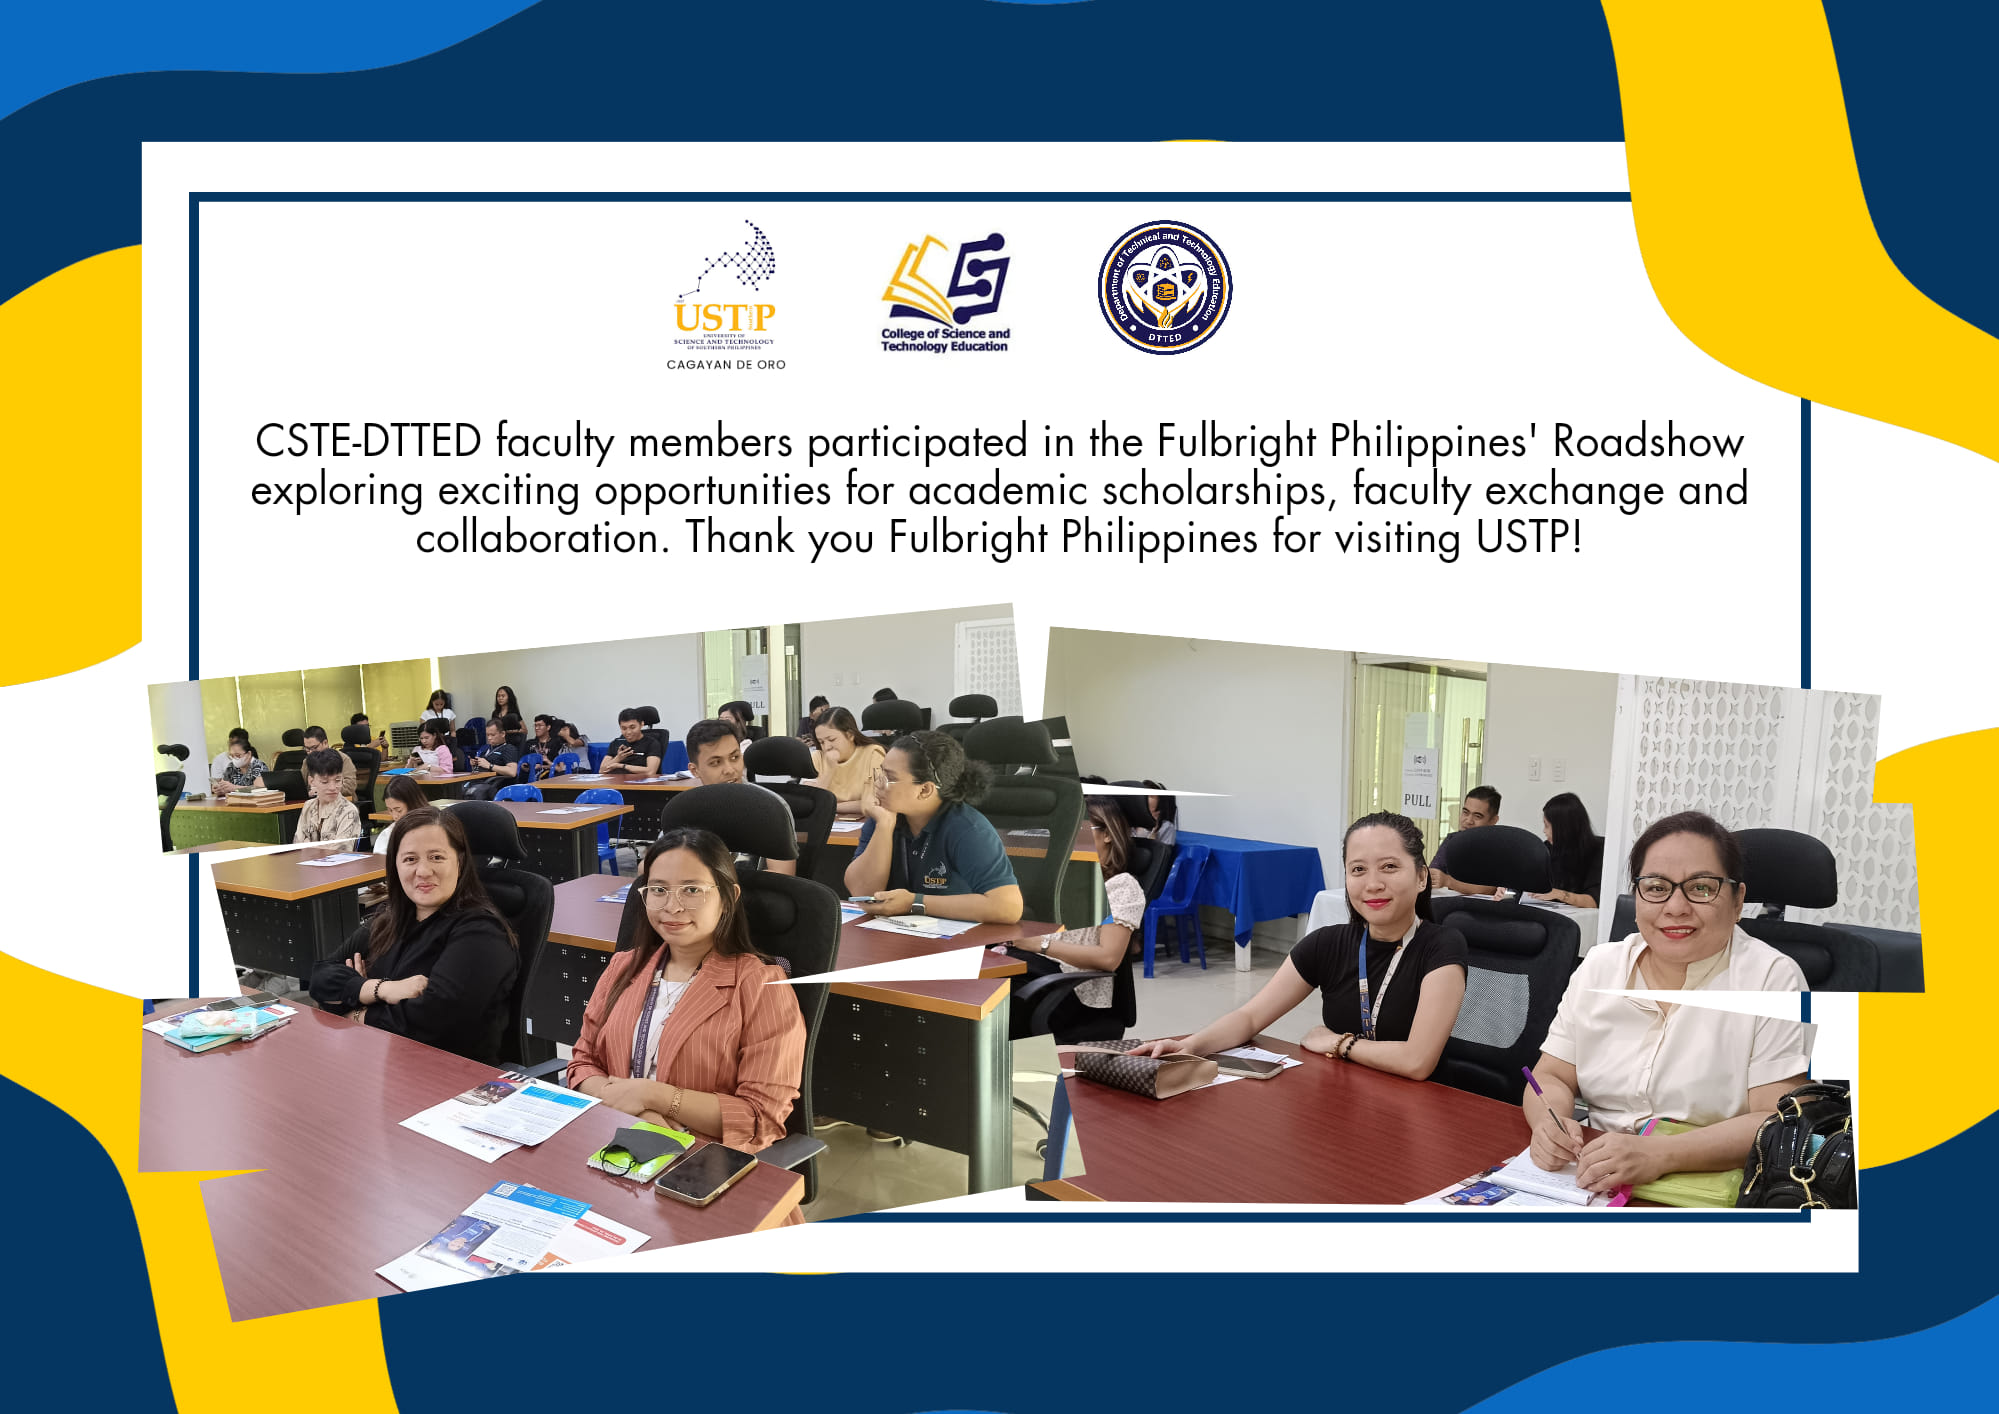 USTP
UNIVERSITY OF
SCIENCE AND TECHNOLOGY
OF SOUTHERN PHILIPPINES
CAGAYAN DE ORO
College of Science and
Technology Education
Department of Technical and Technology Education
DTTED
CSTE-DTTED faculty members participated in the Fulbright Philippines' Roadshow
exploring exciting opportunities for academic scholarships, faculty exchange and
collaboration. Thank you Fulbright Philippines for visiting USTP!
PULL
PULL
USTP